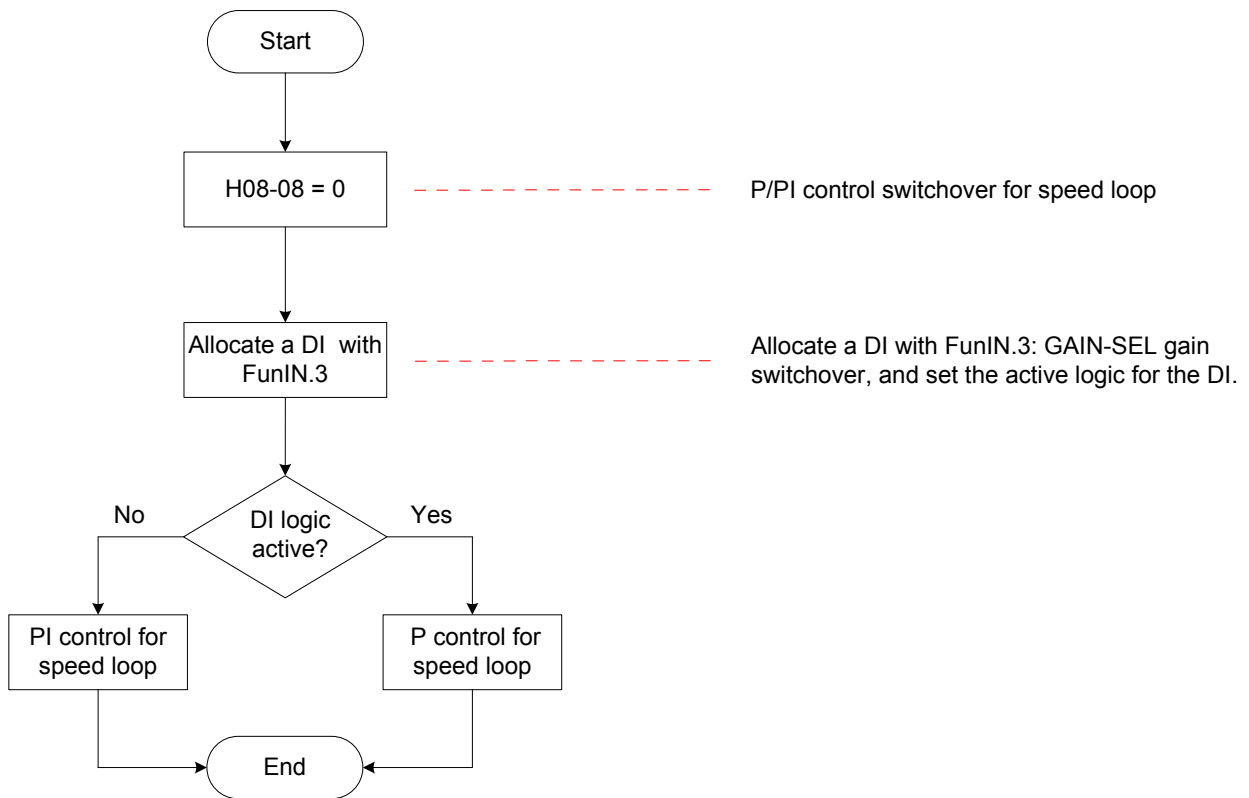 Start
H08-08 = 0
P/PI control switchover for speed loop
Allocate a DI with
FunIN.3
Allocate a DI with FunIN.3: GAIN-SEL gain
switchover, and set the active logic for the DI.
No
DI logic
active?
Yes
PI control for
speed loop
P control for
speed loop
End